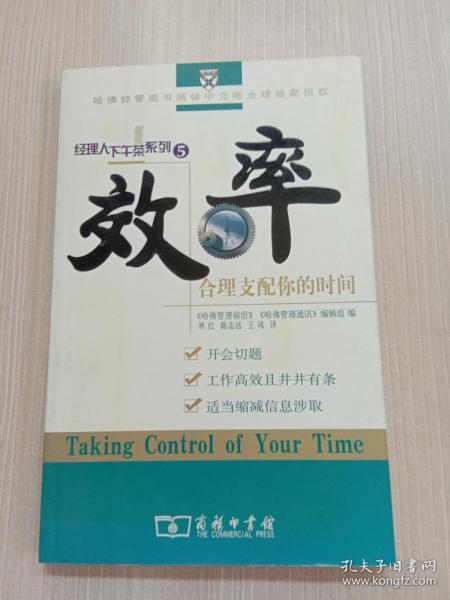 哈佛经管图书简体中文版全球独家授权
经理人下午茶系列5
效率
合理支配你的时间
《哈佛管理前沿》《哈佛管理通讯》编辑组 编
林红 陈志远 王凤 译
开会切题
工作高效且井井有条
适当缩减信息涉取
Taking Control of Your Time
商务印书馆
THE COMMERCIAL PRESS
孔夫子旧书网
www.kongfz.com